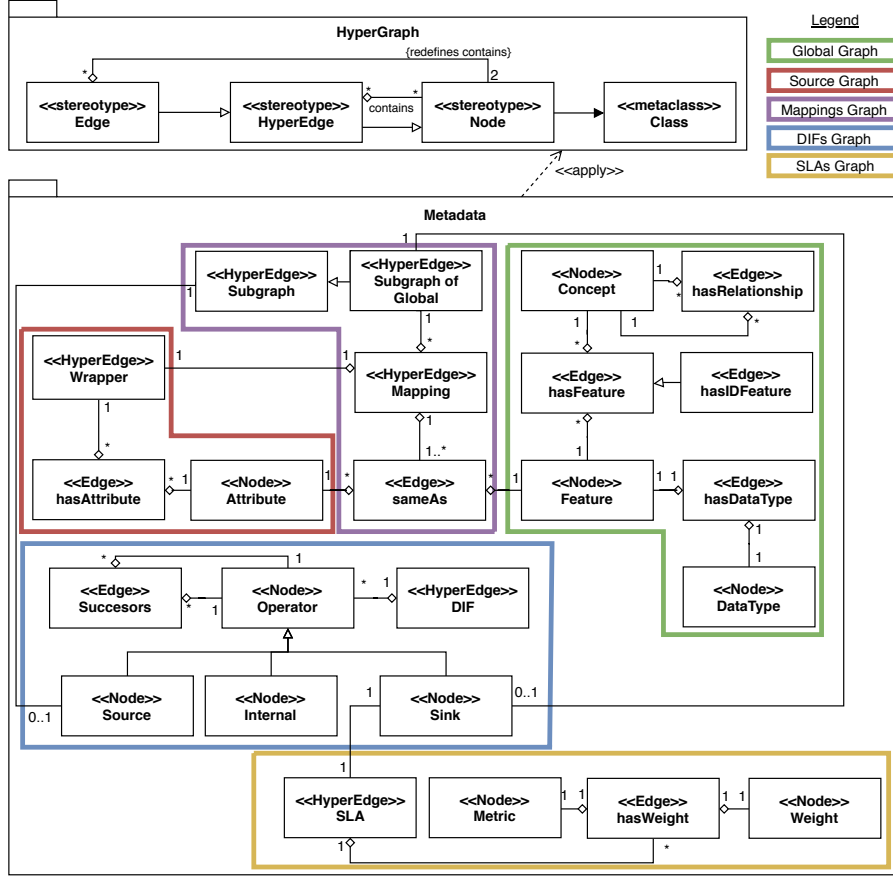 HyperGraph
{redefines contains}
*
2
<<stereotype>>
Edge
<<stereotype>>
HyperEdge
*
*
contains
<<stereotype>>
Node
<<metaclass>>
Class
Legend
Global Graph
Source Graph
Mappings Graph
DIFs Graph
SLAs Graph
<<apply>>
Metadata
1
1
<<HyperEdge>>
Subgraph
<<HyperEdge>>
Subgraph of
Global
1
*
<<Node>>
Concept
1
*
<<Edge>>
hasRelationship
1
*
1
*
<<HyperEdge>>
Wrapper
1
1
<<HyperEdge>>
Mapping
<<Edge>>
hasFeature
<<Edge>>
hasIDFeature
1
*
1
1..*
*
1
<<Edge>>
hasAttribute
*
1
<<Node>>
Attribute
1
*
<<Edge>>
sameAs
*
1
<<Node>>
Feature
1
1
<<Edge>>
hasDataType
1
1
<<Node>>
DataType
*
1
<<Edge>>
Succesors
*
1
<<Node>>
Operator
*
1
<<HyperEdge>>
DIF
<<Node>>
Source
0..1
<<Node>>
Internal
1
<<Node>>
Sink
0..1
1
<<HyperEdge>>
SLA
<<Node>>
Metric
1
1
<<Edge>>
hasWeight
1
1
<<Node>>
Weight
1
*